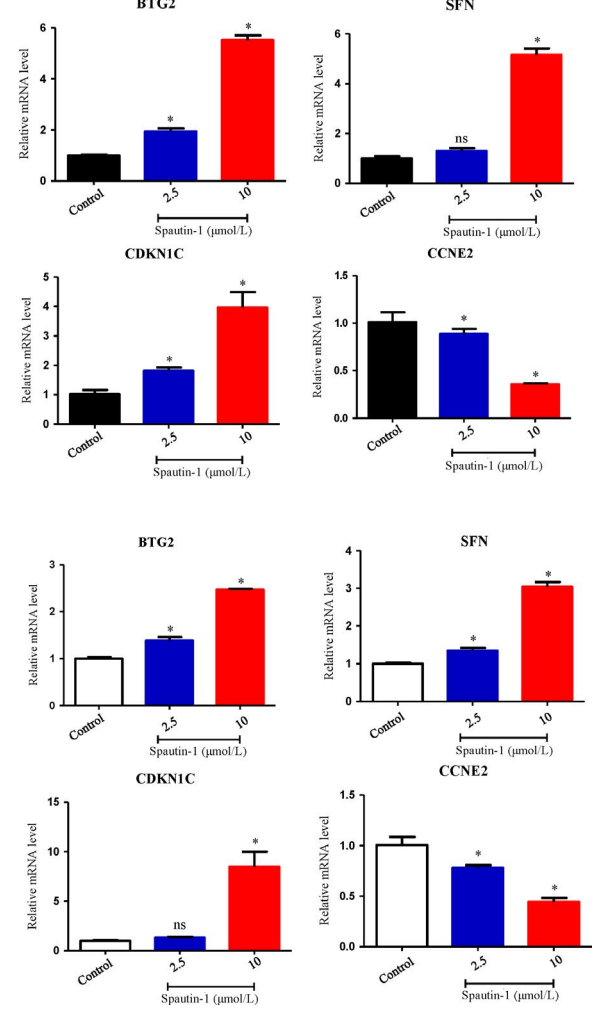 BTG2
Relative mRNA level
6
4
2
0
*
*
Control
2.5
10
Spautin-1 (μmol/L)
SFN
Relative mRNA level
6
4
2
0
ns
*
Control
2.5
10
Spautin-1 (μmol/L)
CDKN1C
Relative mRNA level
5
4
3
2
1
0
*
*
Control
2.5
10
Spautin-1 (μmol/L)
CCNE2
Relative mRNA level
1.5
1.0
0.5
0.0
*
*
Control
2.5
10
Spautin-1 (μmol/L)
BTG2
Relative mRNA level
3
2
1
0
*
*
Control
2.5
10
Spautin-1 (μmol/L)
SFN
Relative mRNA level
4
3
2
1
0
*
*
Control
2.5
10
Spautin-1 (μmol/L)
CDKN1C
Relative mRNA level
15
10
5
0
ns
*
Control
2.5
10
Spautin-1 (μmol/L)
CCNE2
Relative mRNA level
1.5
1.0
0.5
0.0
*
*
Control
2.5
10
Spautin-1 (μmol/L)